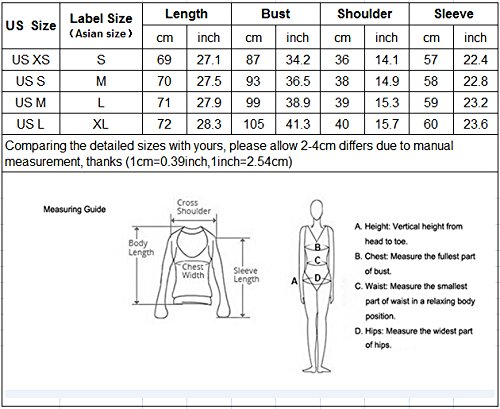 US Size Label Size (Asian size) Length Bust Shoulder Sleeve
cm inch cm inch cm inch cm inch
US XS S 69 27.1 87 34.2 36 14.1 57 22.4
US S M 70 27.5 93 36.5 38 14.9 58 22.8
US M L 71 27.9 99 38.9 39 15.3 59 23.2
US L XL 72 28.3 105 41.3 40 15.7 60 23.6
Comparing the detailed sizes with yours, please allow 2-4cm differs due to manual
measurement, thanks (1cm=0.39inch,1inch=2.54cm)
Measuring Guide
Cross
Shoulder
Body
Length
Chest
Width
Sleeve
Length
A
B
C
D
A. Height: Vertical height from
head to toe.
B. Chest: Measure the fullest part
of bust.
C. Waist: Measure the smallest
part of waist in a relaxing body
position.
D. Hips: Measure the widest part
of hips.